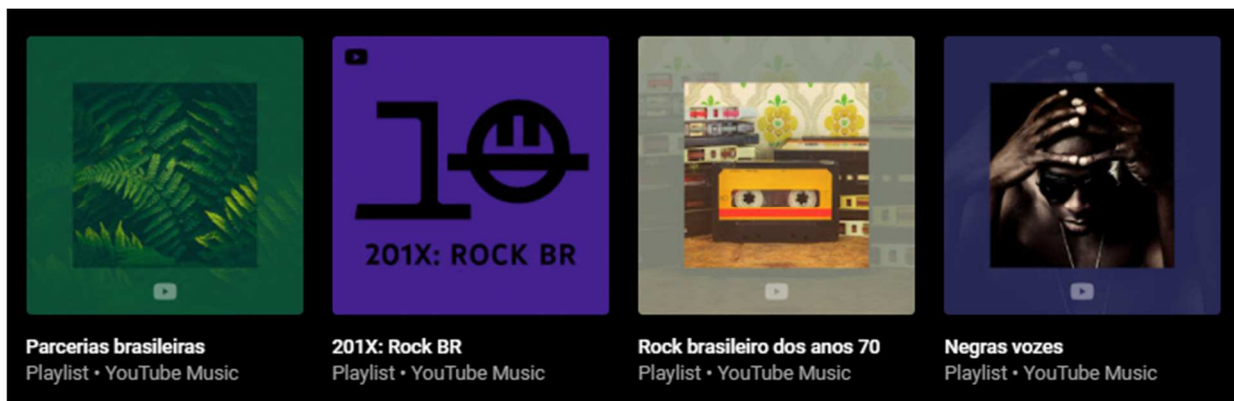 10
201X: ROCK BR
Parcerias brasileiras
Playlist • YouTube Music
201X: Rock BR
Playlist • YouTube Music
Rock brasileiro dos anos 70
Playlist • YouTube Music
Negras vozes
Playlist • YouTube Music